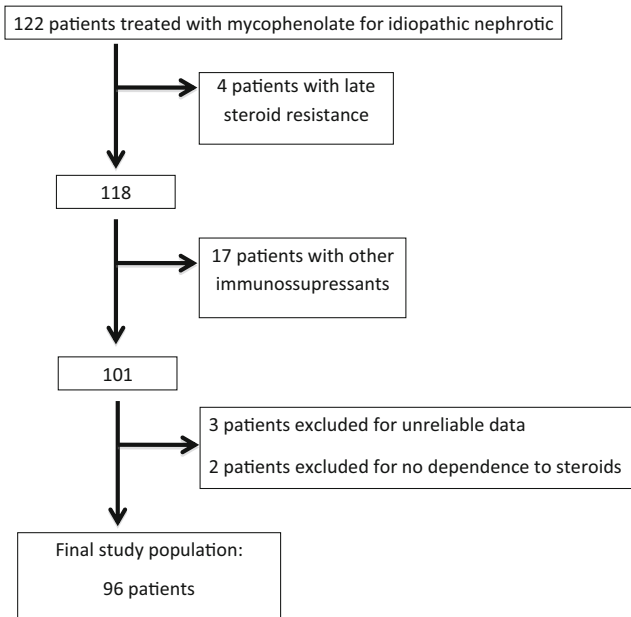 122 patients treated with mycophenolate for idiopathic nephrotic
4 patients with late
steroid resistance
118
17 patients with other
immunossupressants
101
3 patients excluded for unreliable data
2 patients excluded for no dependence to steroids
Final study population:
96 patients